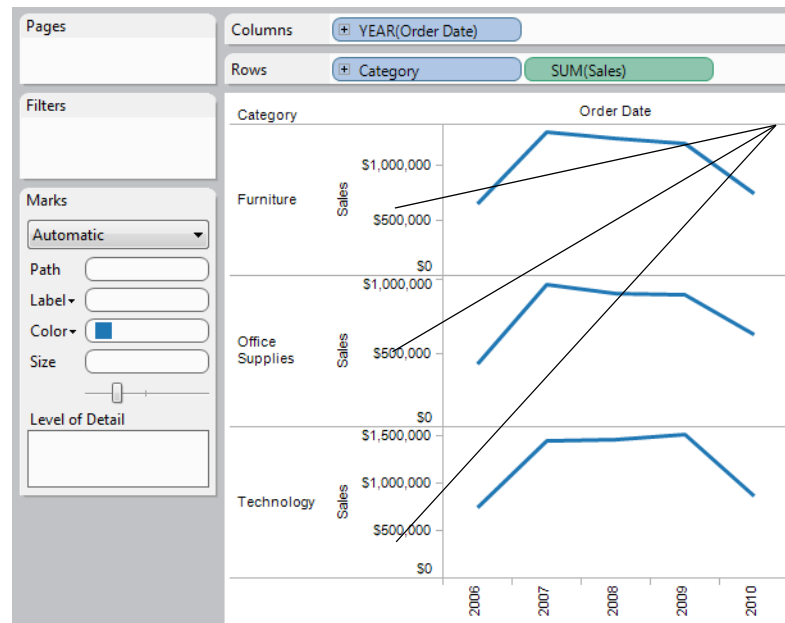 Pages
Columns
YEAR(Order Date)
Rows
Category
SUM(Sales)
Filters
Marks
Automatic
Path
Label
Color
Size
Level of Detail
Category
Order Date
Furniture
Sales
$1,000,000
$500,000
$0
Office
Supplies
Sales
$1,000,000
$500,000
$0
Technology
Sales
$1,500,000
$1,000,000
$500,000
$0
2006
2007
2008
2009
2010